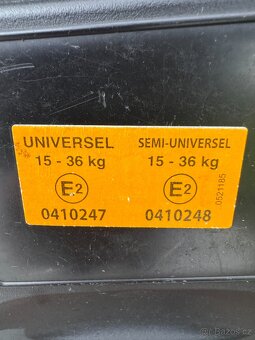 UNIVERSEL SEMI-UNIVERSEL
15 - 36 kg 15 - 36 kg
E2 E2
0410247 0410248
0521185